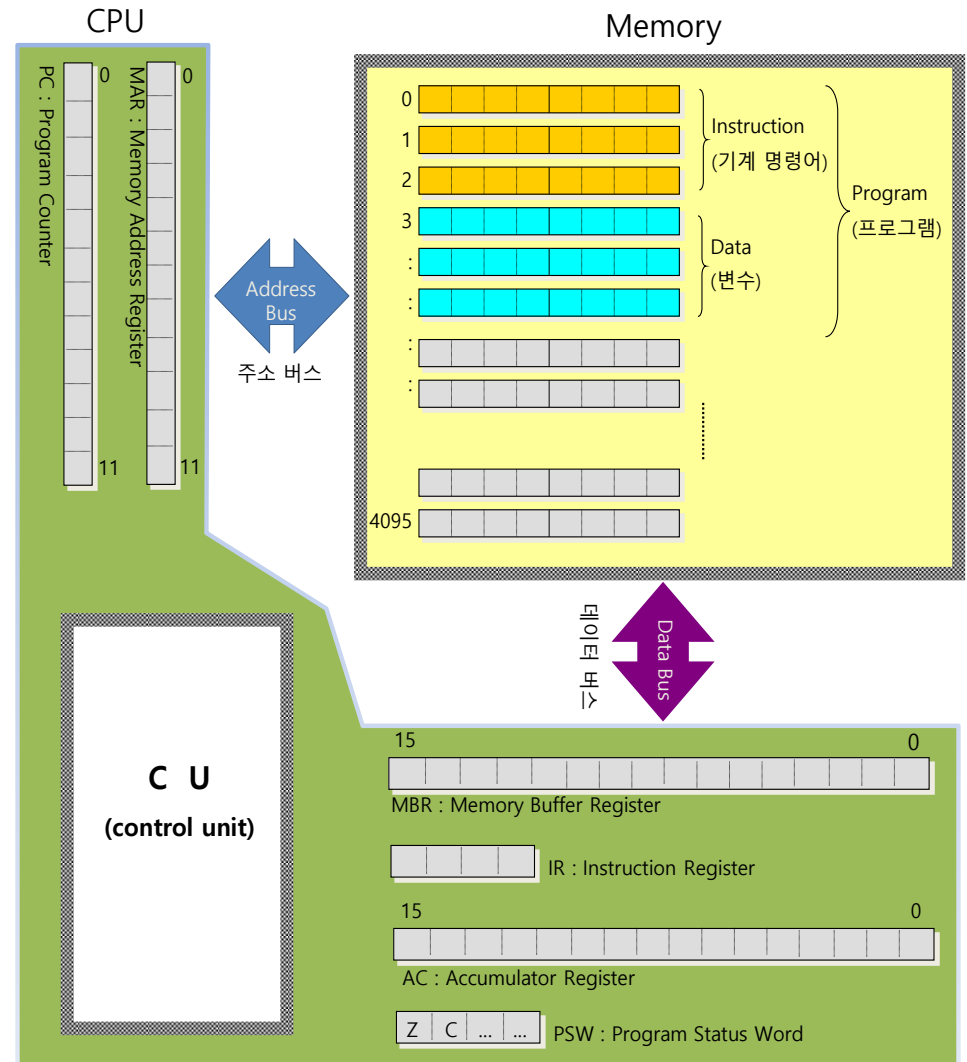 CPU
Memory
PC : Program Counter
0
11
MAR : Memory Address Register
0
11
Address
Bus
주소 버스
0
1
2
3
:
:
:
:
4095
Instruction
(기계 명령어)
Data
(변수)
Program
(프로그램)
데이터 버스
Data Bus
C U
(control unit)
15
0
MBR : Memory Buffer Register
IR : Instruction Register
15
0
AC : Accumulator Register
Z C ... ...
PSW : Program Status Word